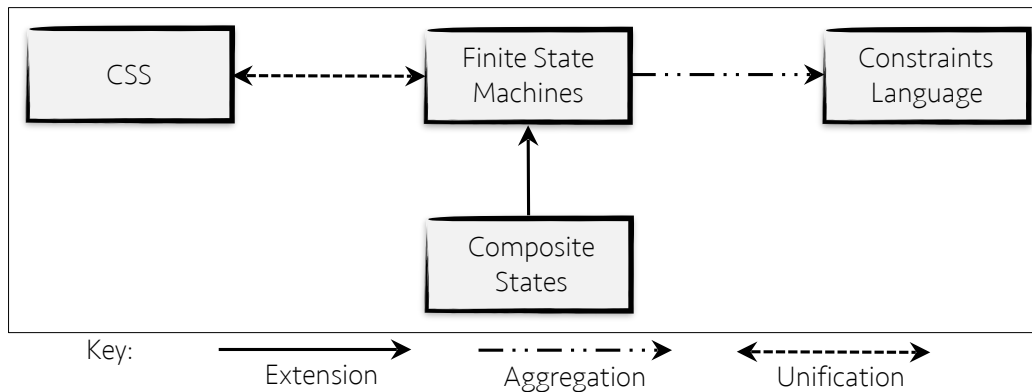 CSS
Finite State
Machines
Constraints
Language
Composite
States
Key:
Extension
Aggregation
Unification